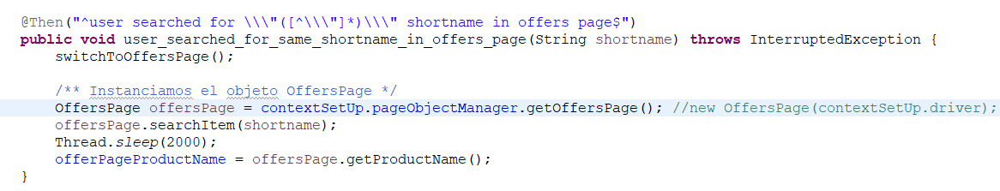 @Then("^user searched for \\\"([^\\\"]*)\\\" shortname in offers page$")
public void user_searched_for_same_shortname_in_offers_page(String shortname) throws InterruptedException {
switchToOffersPage();
/** Instanciamos el objeto OffersPage */
OffersPage offersPage = contextSetUp.pageObjectManager.getOffersPage(); //new OffersPage(contextSetUp.driver);
offersPage.searchItem(shortname);
Thread.sleep(2000);
offerPageProductName = offersPage.getProductName();
}